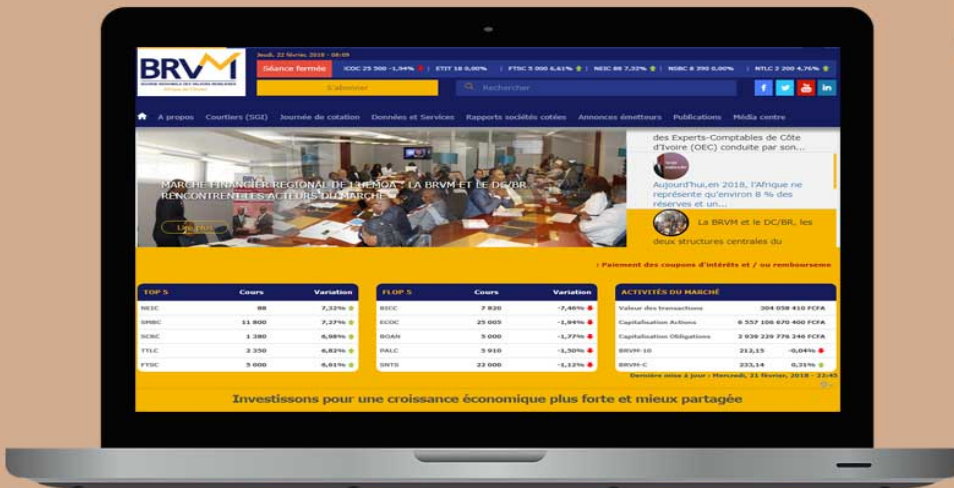 BRVM
BOURSE REGIONALE DES VALEURS MOBILIERES
Afrique de l'Ouest
Jeudi, 22 février, 2018 - 08:09
Séance fermée
ICOC 25 500 -1,94% | ETIT 18 0,00% | FTSC 5 000 6,61% | NEIC 88 7,32% | NSBC 8 390 0,00% | NTLC 2 200 4,76%
S'abonner
Rechercher
A propos Courtiers (SGI) Journée de cotation Données et Services Rapports sociétés cotées Annonces émetteurs Publications Média centre
MARCHE FINANCIER REGIONAL DE L'UEMOA : LA BRVM ET LE DC/BR
RENCONTRENT LES ACTEURS DU MARCHE
Lire plus
des Experts-Comptables de Côte
d'Ivoire (OEC) conduite par son...
Aujourd'hui,en 2018, l'Afrique ne
représente qu'environ 8 % des
réserves et un...
La BRVM et le DC/BR, les
deux structures centrales du
: Paiement des coupons d'intérêts et / ou rembourseme
TOP 5 Cours Variation
NEIC 88 7,32%
SMBC 11 800 7,27%
SCRC 1 380 6,98%
TTLC 2 350 6,82%
FTSC 5 000 6,61%
FLOP 5 Cours Variation
BICC 7 820 -7,46%
ECOC 25 005 -1,94%
BOAN 5 000 -1,77%
PALC 5 910 -1,50%
SNTS 22 000 -1,12%
ACTIVITÉS DU MARCHÉ
Valeur des transactions 304 058 410 FCFA
Capitalisation Actions 6 557 106 670 400 FCFA
Capitalisation Obligations 2 939 229 776 246 FCFA
BRVM-10 212,15 -0,04%
BRVM-C 233,14 0,31%
Dernière mise à jour : Mercredi, 21 février, 2018 - 22:45
Investissons pour une croissance économique plus forte et mieux partagée